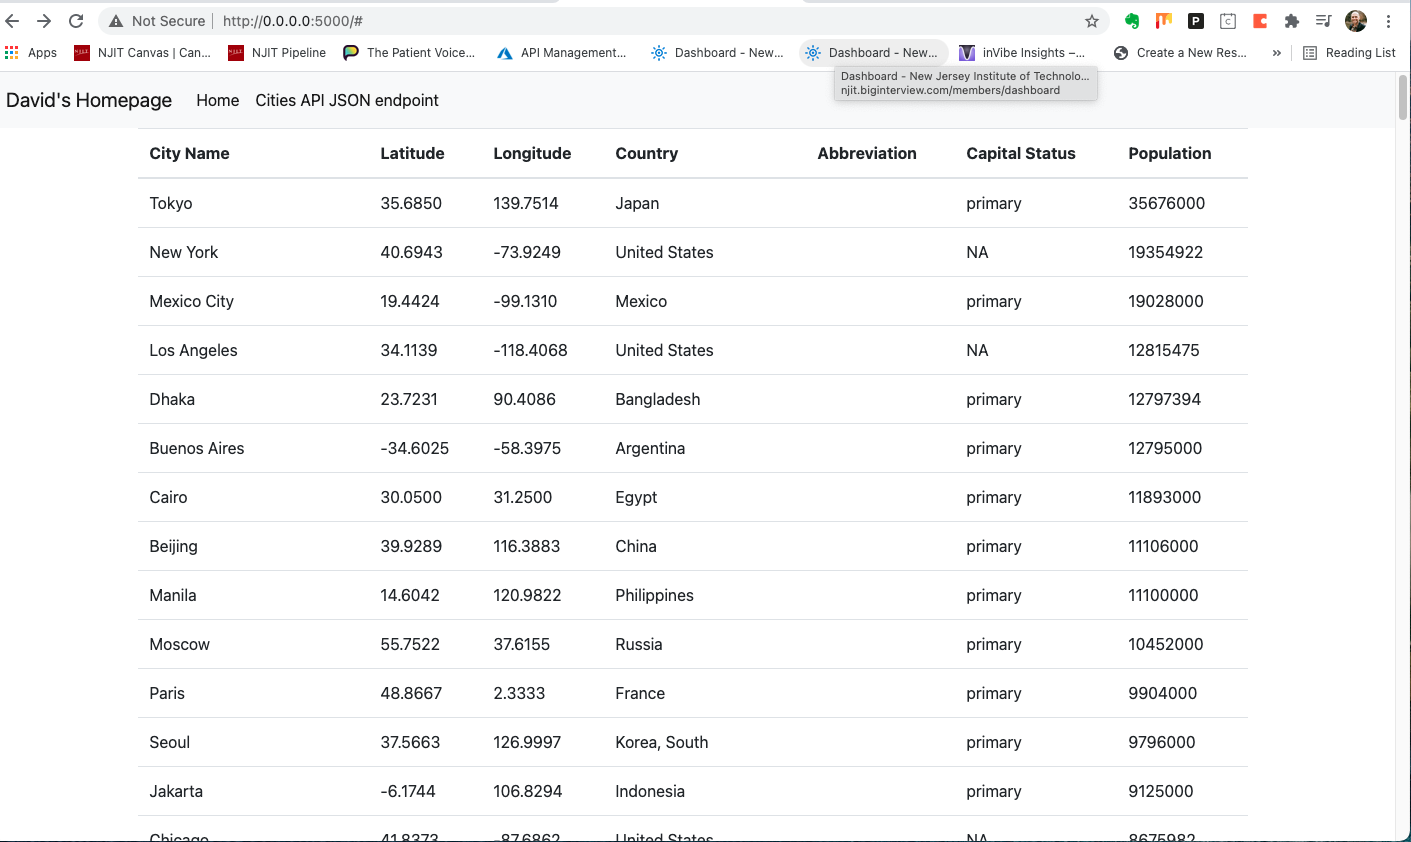 Not Secure | http://0.0.0.0:5000/#
Apps NJIT Canvas | Can... NJIT Pipeline The Patient Voice... API Management... Dashboard - New... Dashboard - New... inVibe Insights –... Create a New Res... » Reading List
Dashboard - New Jersey Institute of Technolo...
njit.biginterview.com/members/dashboard
David's Homepage Home Cities API JSON endpoint
City Name Latitude Longitude Country Abbreviation Capital Status Population
Tokyo 35.6850 139.7514 Japan primary 35676000
New York 40.6943 -73.9249 United States NA 19354922
Mexico City 19.4424 -99.1310 Mexico primary 19028000
Los Angeles 34.1139 -118.4068 United States NA 12815475
Dhaka 23.7231 90.4086 Bangladesh primary 12797394
Buenos Aires -34.6025 -58.3975 Argentina primary 12795000
Cairo 30.0500 31.2500 Egypt primary 11893000
Beijing 39.9289 116.3883 China primary 11106000
Manila 14.6042 120.9822 Philippines primary 11100000
Moscow 55.7522 37.6155 Russia primary 10452000
Paris 48.8667 2.3333 France primary 9904000
Seoul 37.5663 126.9997 Korea, South primary 9796000
Jakarta -6.1744 106.8294 Indonesia primary 9125000
Chicago 41.8373 -87.6862 United States NA 8675982